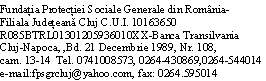 Fundația Protecției Sociale Generale din România-
Filiala Județeană Cluj C.U.I. 10163650
R085BTRL01301205936010XX-Banca Transilvania
Cluj-Napoca, ,Bd. 21 Decembrie 1989, Nr. 108,
cam. 13-14 Tel. 0741008573, 0264-430869,0264-544014
e-mail:fpsgrcluj@yahoo.com, fax: 0264.595014